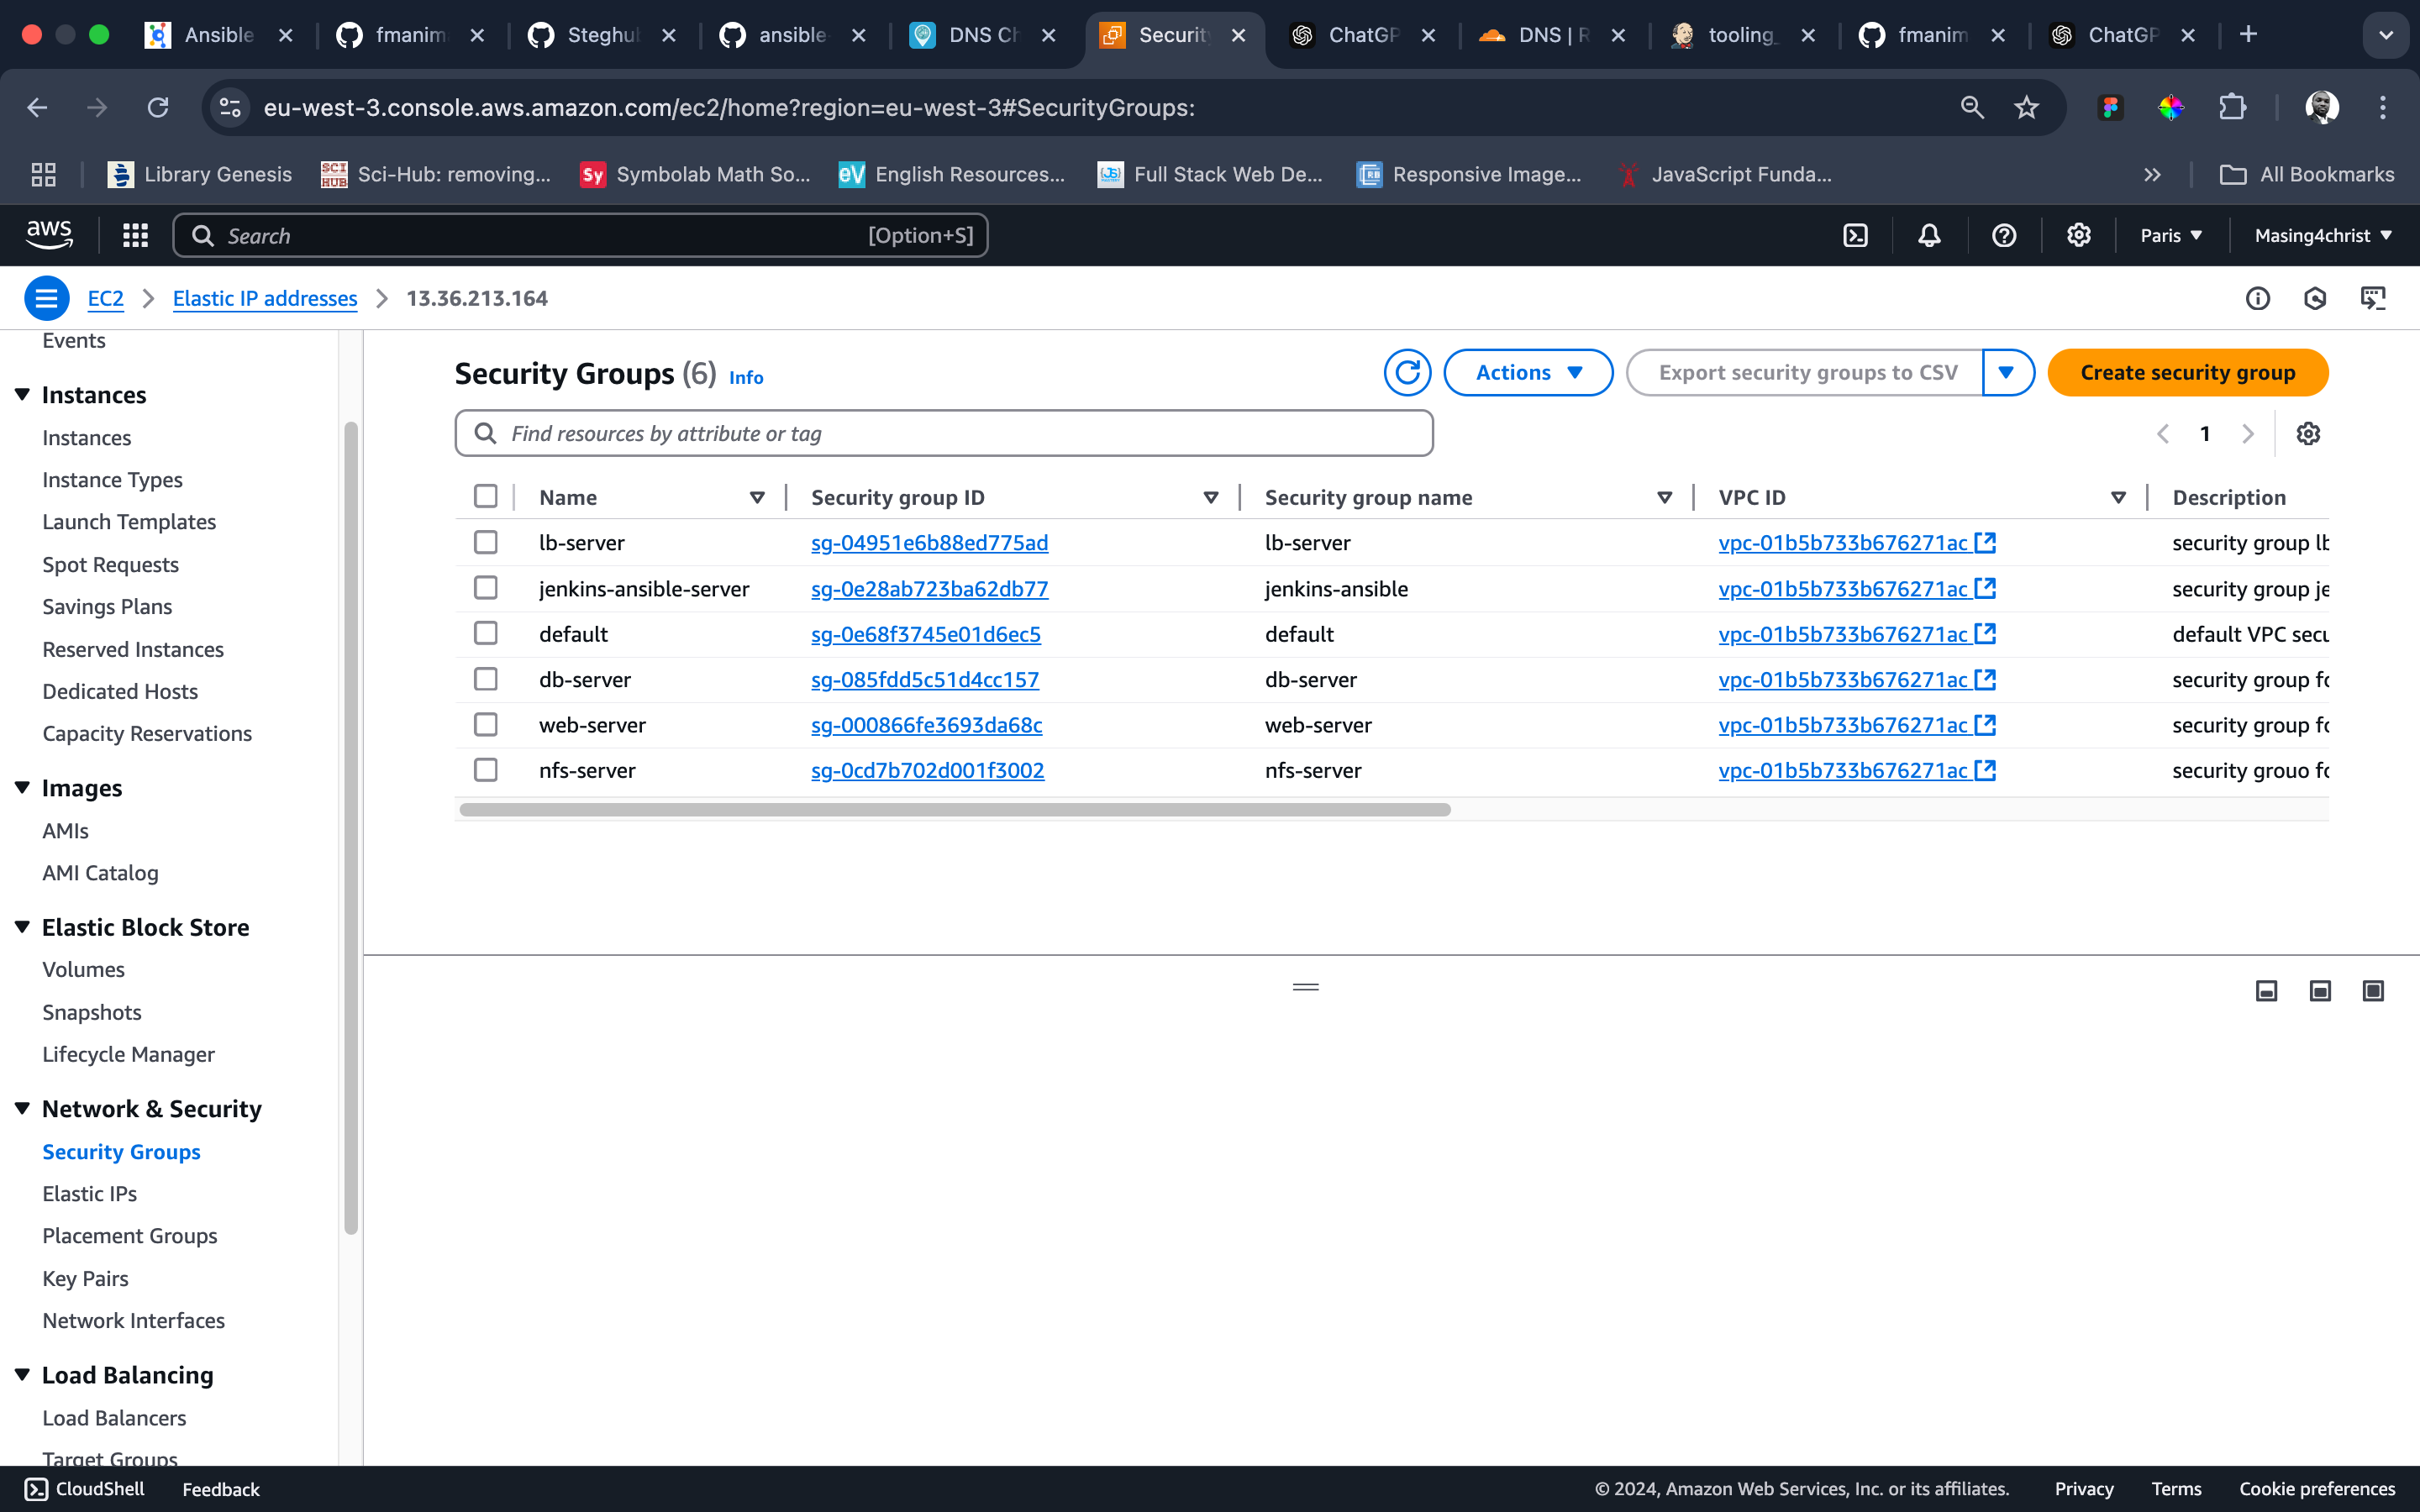 Ansible fmanim Steghu ansible- DNS Ch Security ChatGP DNS | R tooling_ fmanim ChatGP
eu-west-3.console.aws.amazon.com/ec2/home?region=eu-west-3#SecurityGroups:
Library Genesis SCI HUB Sci-Hub: removing... Sy Symbolab Math So... eV English Resources... JS Full Stack Web De... RB Responsive Image... JavaScript Funda... » All Bookmarks
aws Search [Option+S] Paris Masing4christ
EC2 Elastic IP addresses 13.36.213.164
Events
Instances
Instances
Instance Types
Launch Templates
Spot Requests
Savings Plans
Reserved Instances
Dedicated Hosts
Capacity Reservations
Images
AMIs
AMI Catalog
Elastic Block Store
Volumes
Snapshots
Lifecycle Manager
Network & Security
Security Groups
Elastic IPs
Placement Groups
Key Pairs
Network Interfaces
Load Balancing
Load Balancers
Target Groups
Security Groups (6) Info Actions Export security groups to CSV Create security group
Find resources by attribute or tag 1
Name Security group ID Security group name VPC ID Description
lb-server sg-04951e6b88ed775ad lb-server vpc-01b5b733b676271ac security group lb
jenkins-ansible-server sg-0e28ab723ba62db77 jenkins-ansible vpc-01b5b733b676271ac security group je
default sg-0e68f3745e01d6ec5 default vpc-01b5b733b676271ac default VPC secu
db-server sg-085fdd5c51d4cc157 db-server vpc-01b5b733b676271ac security group fo
web-server sg-000866fe3693da68c web-server vpc-01b5b733b676271ac security group fo
nfs-server sg-0cd7b702d001f3002 nfs-server vpc-01b5b733b676271ac security grouo fo
CloudShell Feedback © 2024, Amazon Web Services, Inc. or its affiliates. Privacy Terms Cookie preferences